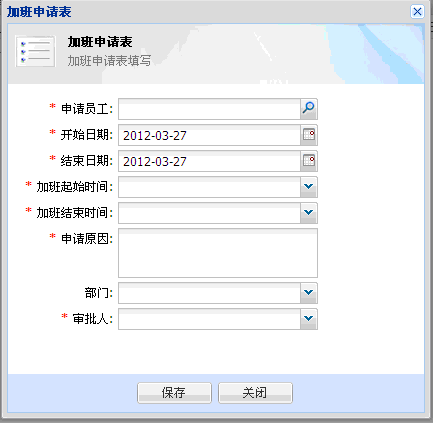 加班申请表
加班申请表
加班申请表填写
* 申请员工:
* 开始日期: 2012-03-27
* 结束日期: 2012-03-27
* 加班起始时间:
* 加班结束时间:
* 申请原因:
部门:
* 审批人:
保存 关闭